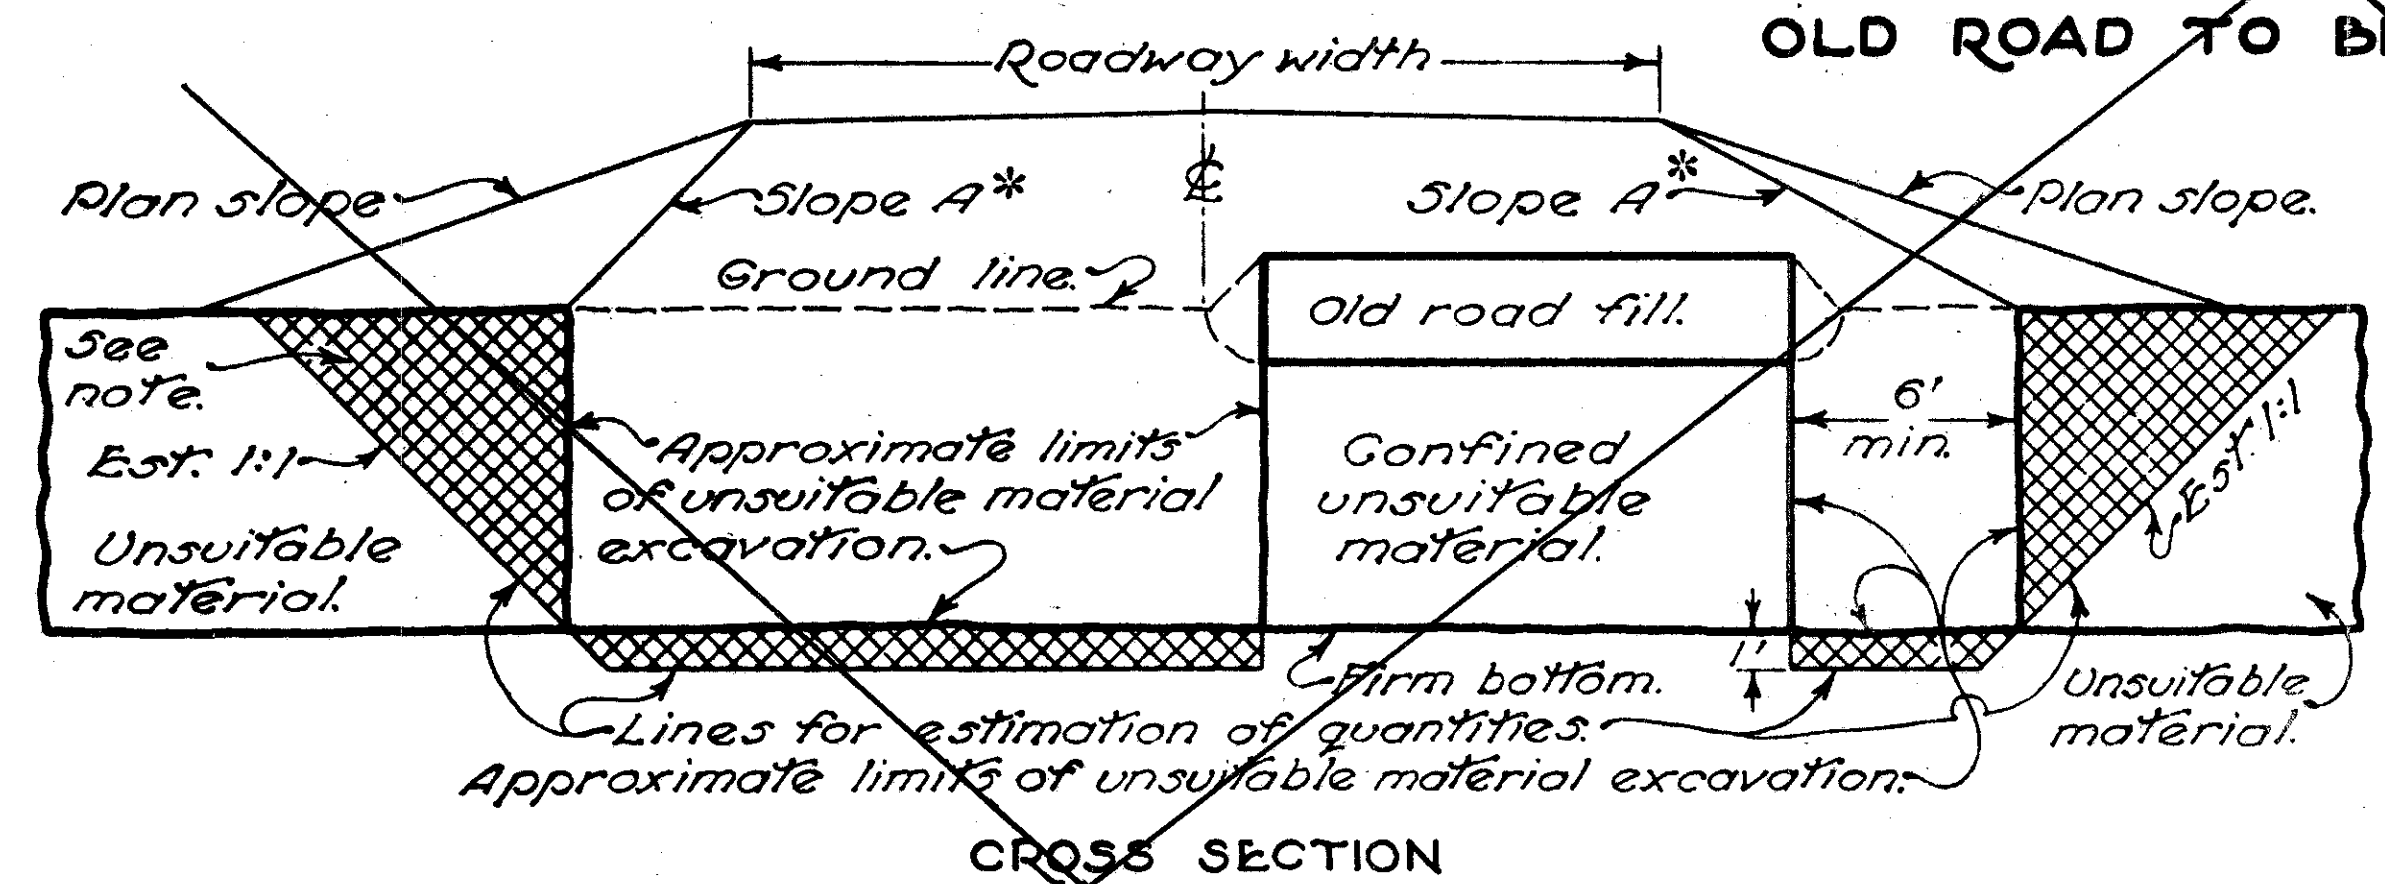 OLD ROAD TO
Roadway width
Plan slope
Slope A*
℄
Slope A*
Plan slope.
Ground line.
Old road fill.
See
note.
6'
min.
Est. 1:1
Est. 1:1
Approximate limits
of unsuitable material
excavation.
Confined
unsuitable
material.
Unsuitable
material.
1'
Firm bottom.
Unsuitable
material.
Lines for estimation of quantities.
Approximate limits of unsuitable material excavation.
CROSS SECTION